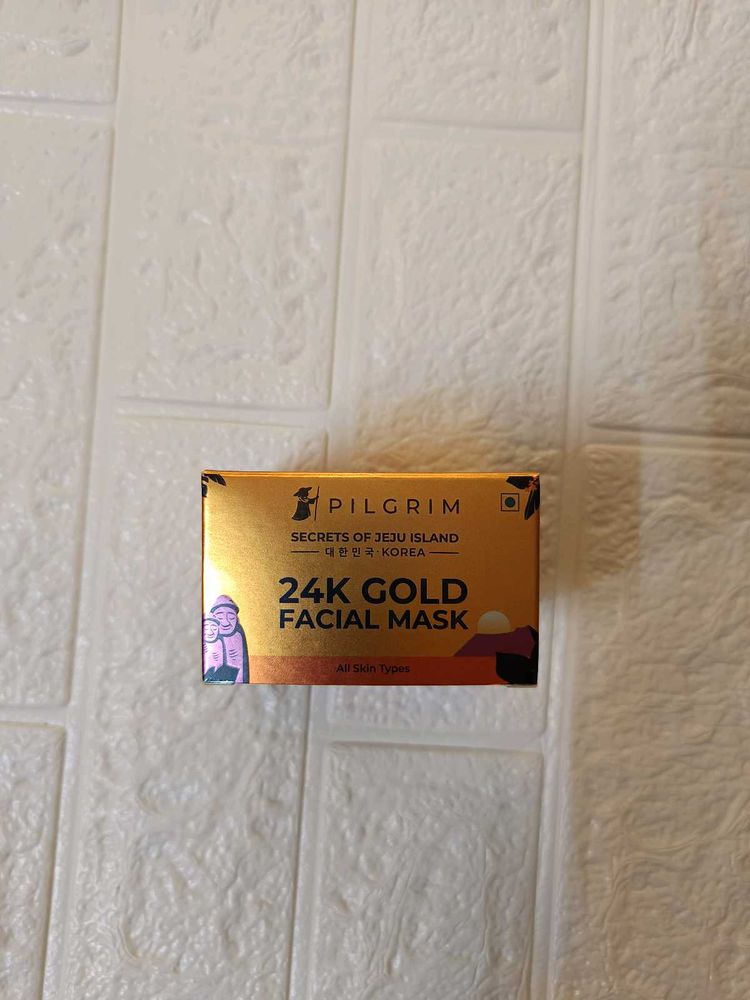 PILGRIM
SECRETS OF JEJU ISLAND
대한민국·KOREA
24K GOLD
FACIAL MASK
All Skin Types